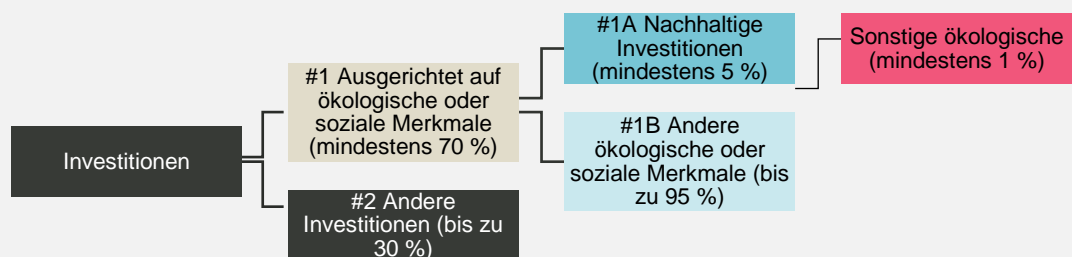 Investitionen
#1 Ausgerichtet auf
ökologische oder
soziale Merkmale
(mindestens 70 %)
#2 Andere
Investitionen (bis zu
30 %)
#1A Nachhaltige
Investitionen
(mindestens 5 %)
#1B Andere
ökologische oder
soziale Merkmale (bis
zu 95 %)
Sonstige ökologische
(mindestens 1 %)